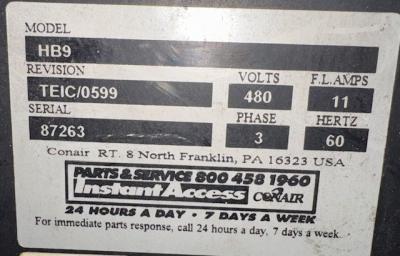 MODEL
HB9
REVISION VOLTS F.L.AMPS
TEIC/0599 480 11
SERIAL PHASE HERTZ
87263 3 60
Conair RT. 8 North Franklin, PA 16323 USA
PARTS & SERVICE 800 458 1960
Instant Access CONAIR
24 HOURS A DAY • 7 DAYS A WEEK
For immediate parts response, call 24 hours a day, 7 days a week.